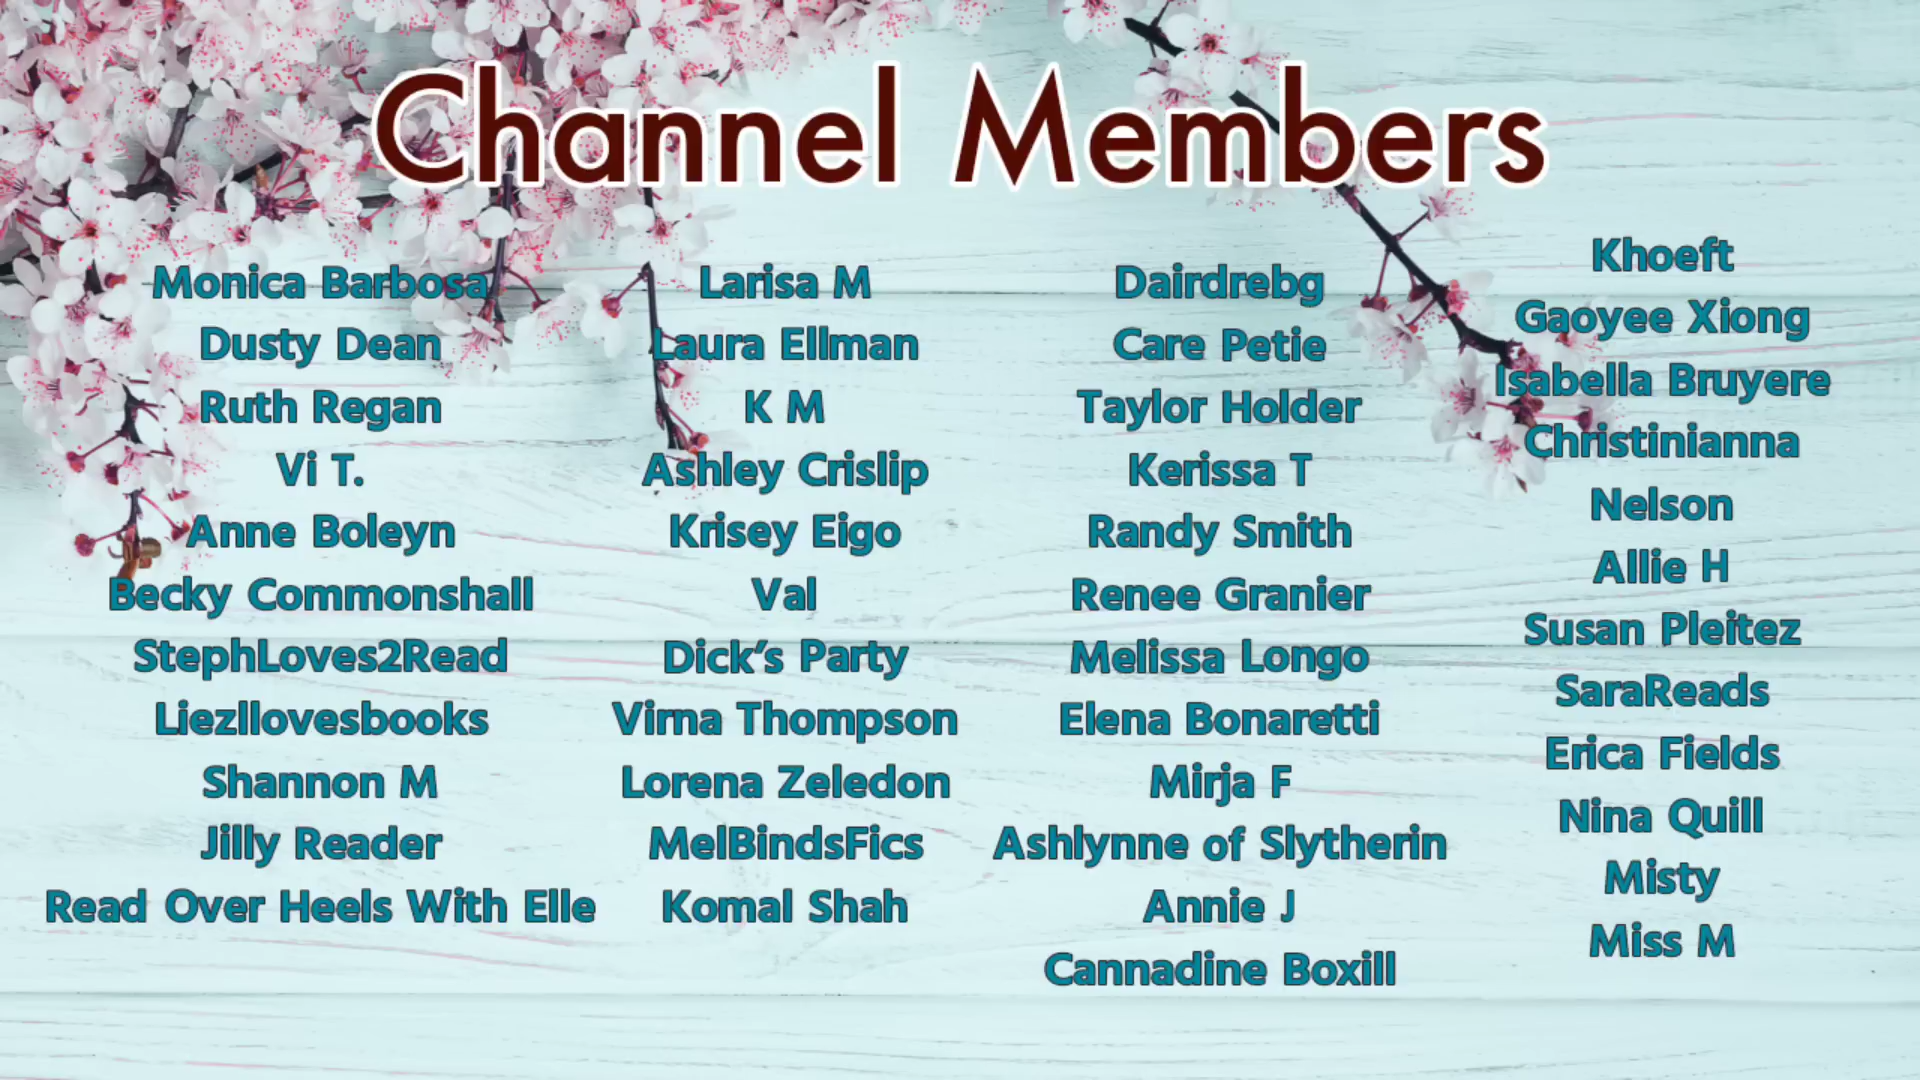 Channel Members
Monica Barbosa
Dusty Dean
Ruth Regan
Vi T.
Anne Boleyn
Becky Commonshall
StephLoves2Read
Liezllovesbooks
Shannon M
Jilly Reader
Read Over Heels With Elle
Larisa M
Laura Ellman
K M
Ashley Crislip
Krisey Eigo
Val
Dick's Party
Virna Thompson
Lorena Zeledon
MelBindsFics
Komal Shah
Dairdrebg
Care Petie
Taylor Holder
Kerissa T
Randy Smith
Renee Granier
Melissa Longo
Elena Bonaretti
Mirja F
Ashlynne of Slytherin
Annie J
Cannadine Boxill
Khoeft
Gaoyee Xiong
Isabella Bruyere
Christinianna
Nelson
Allie H
Susan Pleitez
SaraReads
Erica Fields
Nina Quill
Misty
Miss M